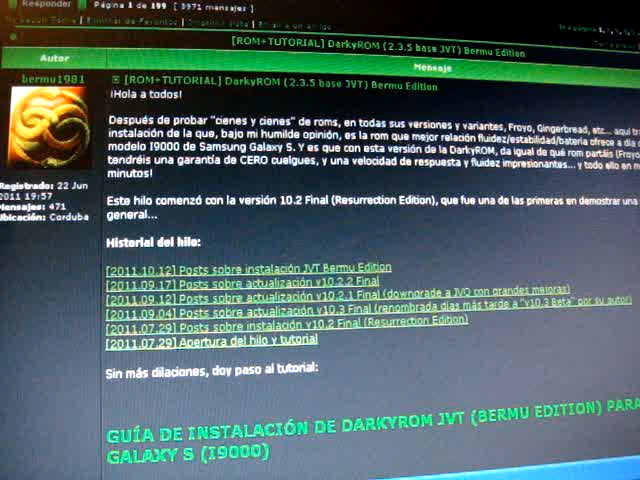 Responder Página 1 de 199 [ 3971 mensajes ]
[ROM+TUTORIAL] DarkyROM (2.3.5 base JVT) Bermu Edition
Autor Mensaje
bermu1981
[ROM+TUTORIAL] DarkyROM (2.3.5 base JVT) Bermu Edition
¡Hola a todos!
Después de probar "cienes y cienes" de roms, en todas sus versiones y variantes, Froyo, Gingerbread, etc... aquí
instalación de la que, bajo mi humilde opinión, es la rom que mejor relación fluidez/estabilidad/batería ofrece a día
modelo I9000 de Samsung Galaxy S. Y es que con esta versión de la DarkyROM, da igual de qué rom partáis (Froyo
tendréis una garantía de CERO cuelgues, y una velocidad de respuesta y fluidez impresionantes... y todo ello en
minutos!
Registrado: 22 Jun
2011 19:57
Mensajes: 471
Ubicación: Corduba
Este hilo comenzó con la versión 10.2 Final (Resurrection Edition), que fue una de las primeras en demostrar una
general...
Historial del hilo:
[2011.10.12] Posts sobre instalación JVT Bermu Edition
[2011.09.17] Posts sobre actualización v10.2.2 Final
[2011.09.12] Posts sobre actualización v10.2.1 Final (downgrade a JVO con grandes mejoras)
[2011.09.04] Posts sobre actualización v10.3 Final (renombrada días más tarde a "v10.3 Beta" por su autor)
[2011.07.29] Posts sobre instalación v10.2 Final (Resurrection Edition)
[2011.07.29] Apertura del hilo y tutorial
Sin más dilaciones, doy paso al tutorial:
GUÍA DE INSTALACIÓN DE DARKYROM JVT (BERMU EDITION) PARA
GALAXY S (I9000)